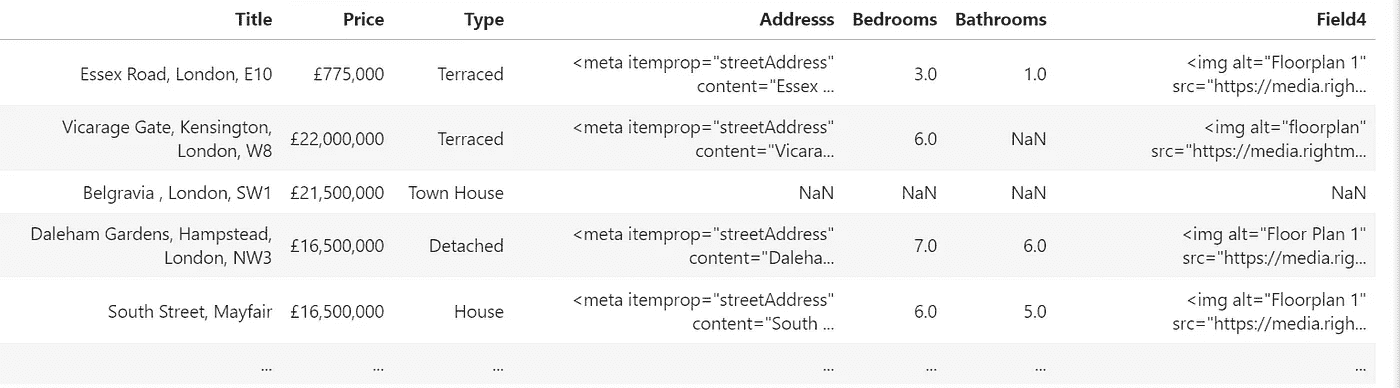 Title Price Type Addresss Bedrooms Bathrooms Field4
Essex Road, London, E10 £775,000 Terraced <meta itemprop="streetAddress" content="Essex ... 3.0 1.0 <img alt="Floorplan 1" src="https://media.righ...
Vicarage Gate, Kensington, London, W8 £22,000,000 Terraced <meta itemprop="streetAddress" content="Vicara... 6.0 NaN <img alt="floorplan" src="https://media.rightm...
Belgravia , London, SW1 £21,500,000 Town House NaN NaN NaN NaN
Daleham Gardens, Hampstead, London, NW3 £16,500,000 Detached <meta itemprop="streetAddress" content="Daleha... 7.0 6.0 <img alt="Floor Plan 1" src="https://media.rig...
South Street, Mayfair £16,500,000 House <meta itemprop="streetAddress" content="South ... 6.0 5.0 <img alt="Floorplan 1" src="https://media.righ...
... ... ... ... ... ... ...